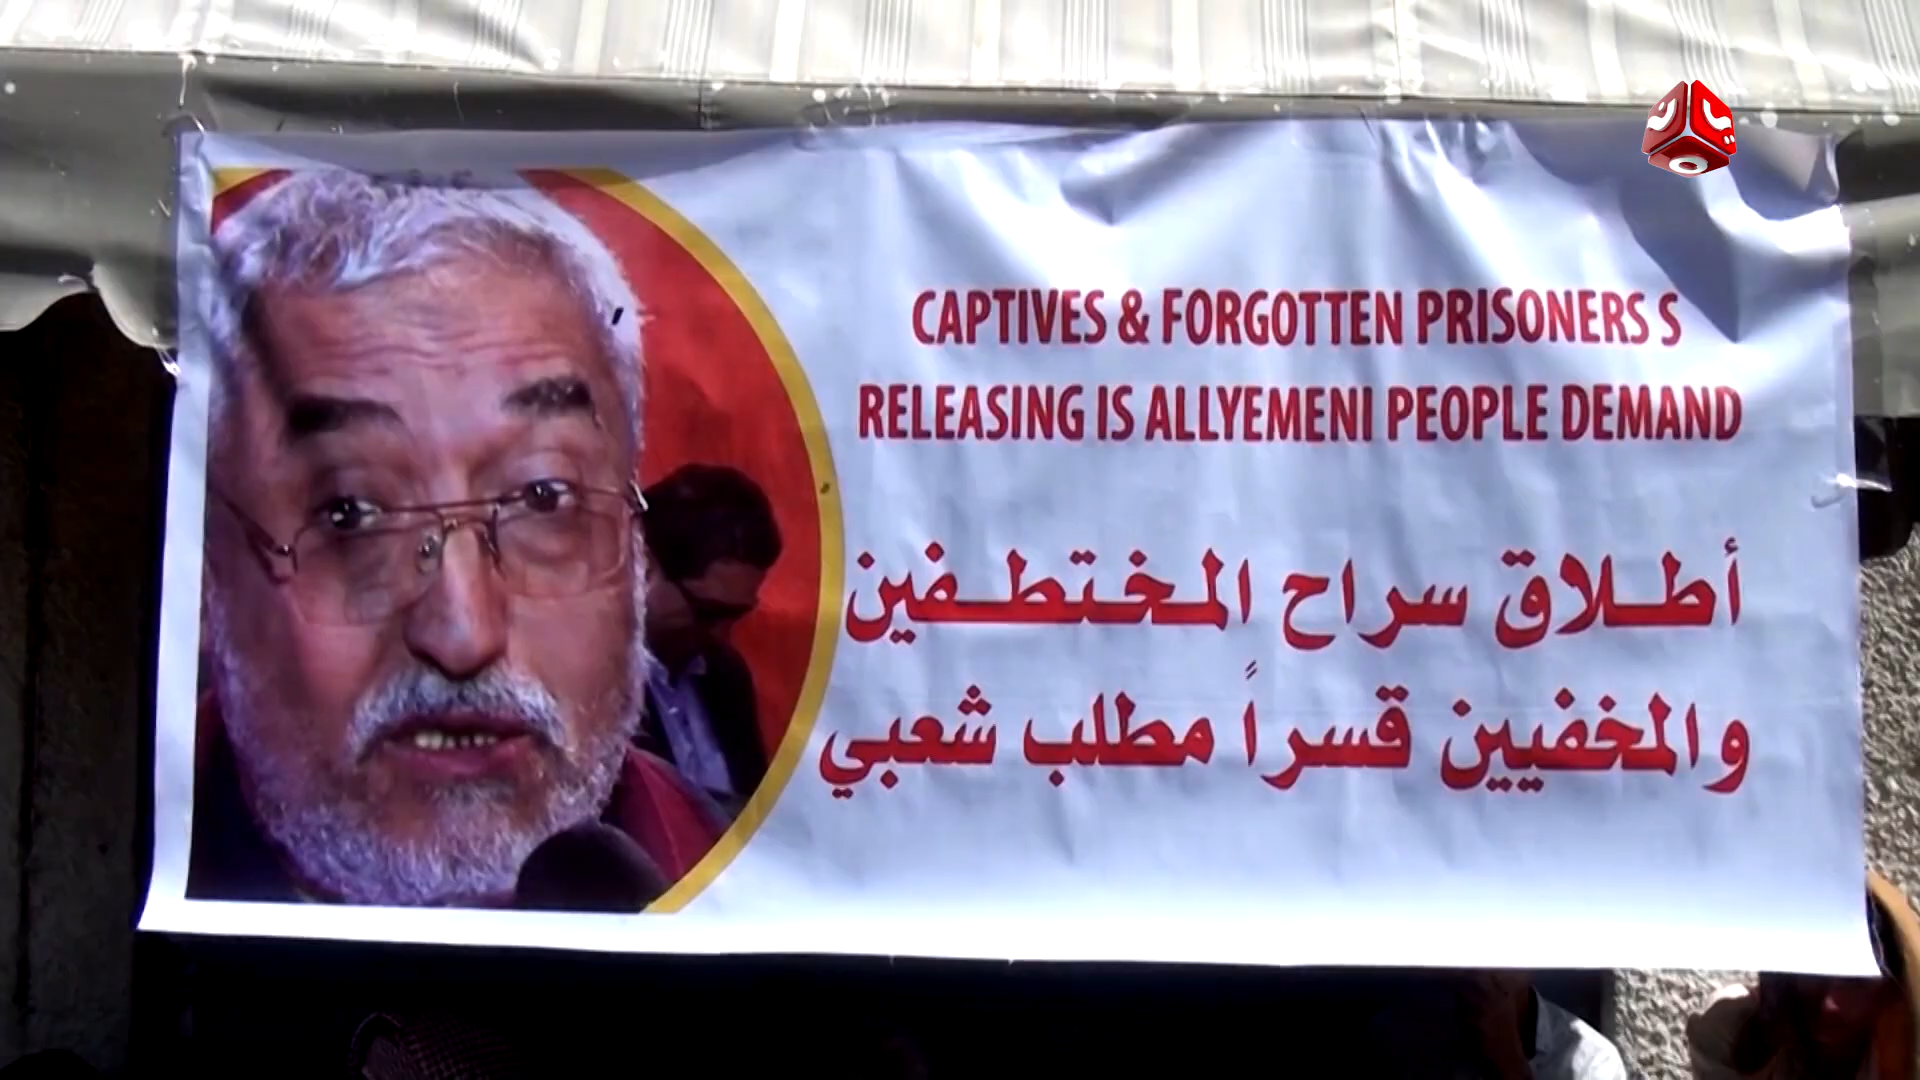 CAPTIVES & FORGOTTEN PRISONERS S
RELEASING IS ALLYEMENI PEOPLE DEMAND
أطلاق سراح المختطفين
والمخفيين قسراً مطلب شعبي